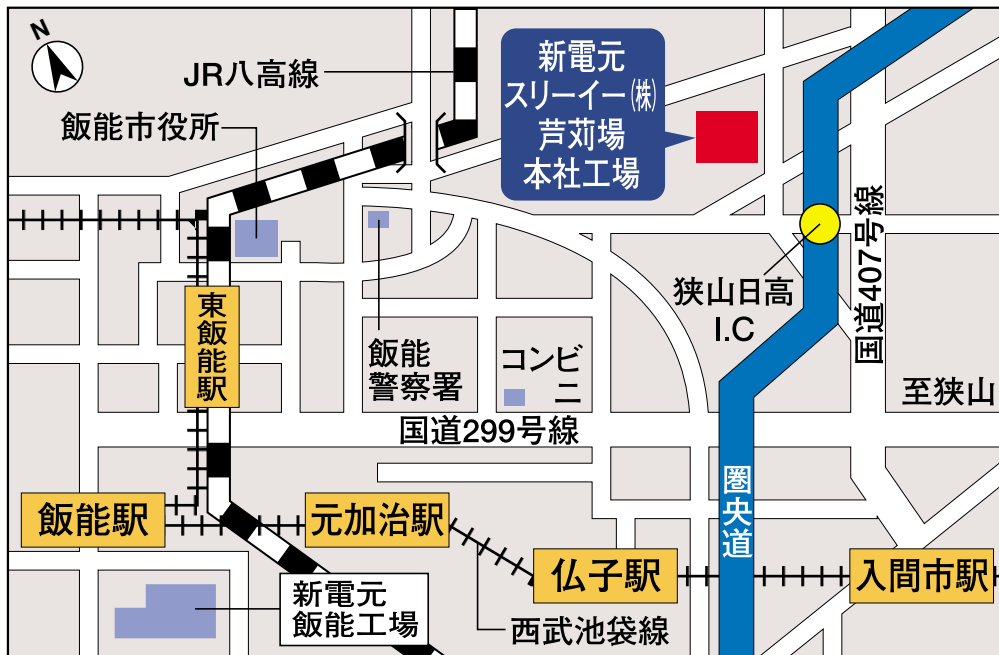 N
JR八高線
飯能市役所
新電元
スリーイー㈱
芦苅場
本社工場
狭山日高
I.C
国道407号線
東飯能駅
飯能
警察署
コンビ
ニ
至狭山
国道299号線
圏央道
飯能駅
元加治駅
仏子駅
入間市駅
新電元
飯能工場
西武池袋線